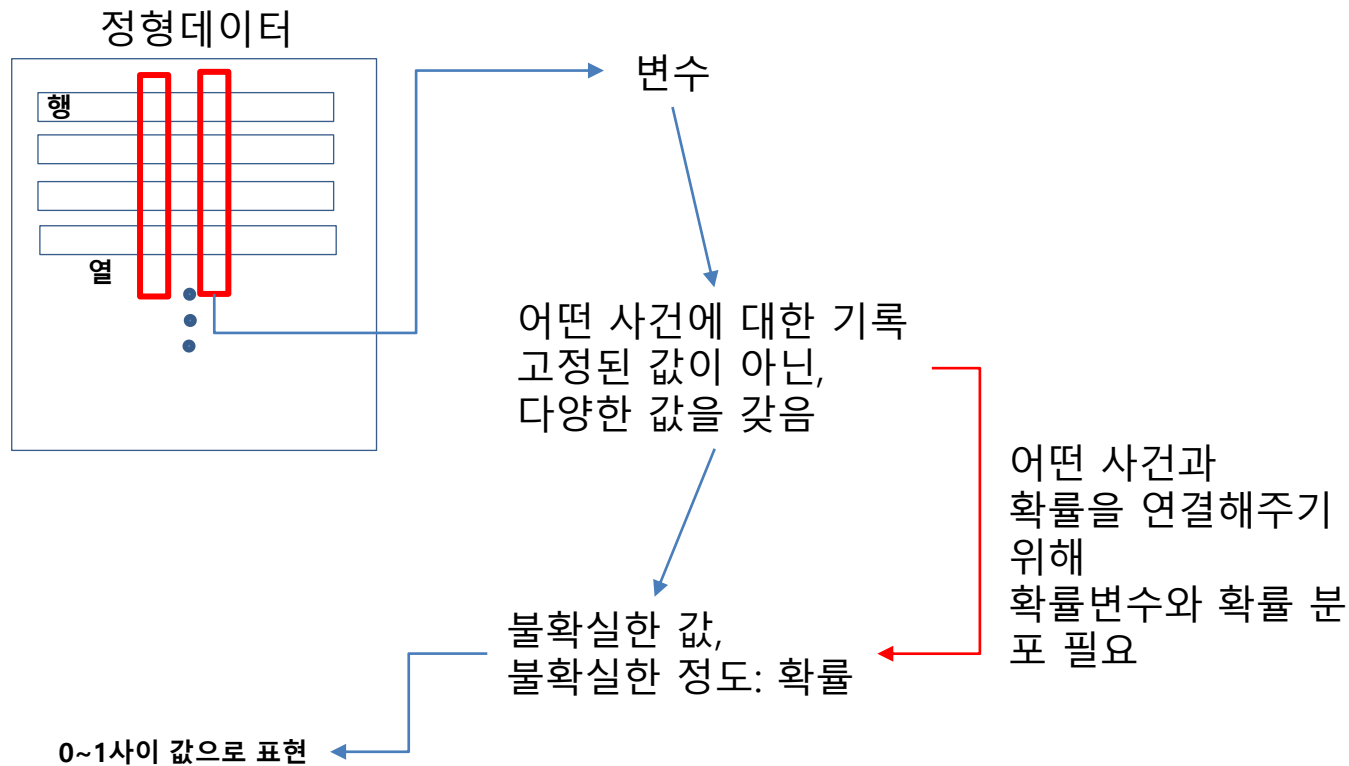 정형데이터
행
열
변수
어떤 사건에 대한 기록
고정된 값이 아닌,
다양한 값을 갖음
어떤 사건과
확률을 연결해주기
위해
확률변수와 확률 분
포 필요
불확실한 값,
불확실한 정도: 확률
0~1사이 값으로 표현